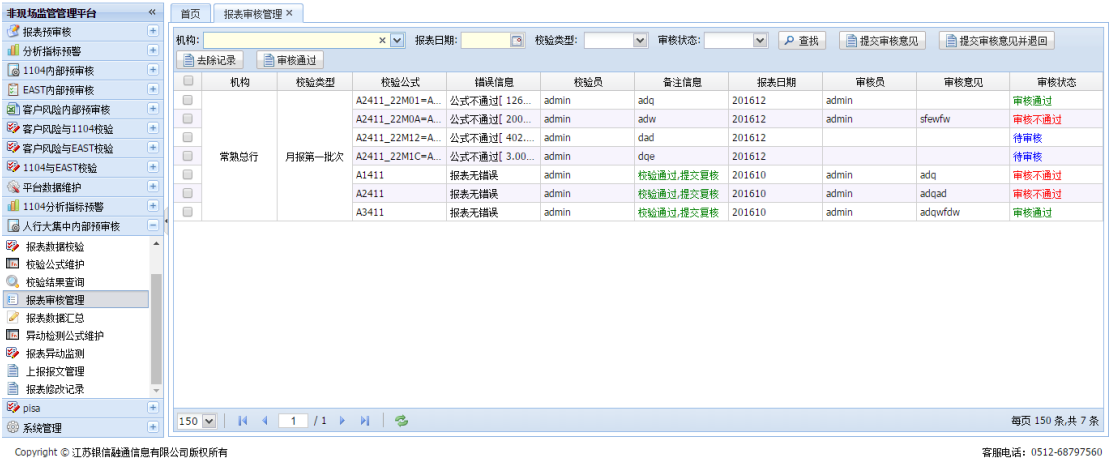 非现场监管管理平台
报表预审核
分析指标预警
1104内部预审核
EAST内部预审核
客户风险内部预审核
客户风险与1104校验
客户风险与EAST校验
1104与EAST校验
平台数据维护
1104分析指标预警
人行大集中内部预审核
报表数据校验
校验公式维护
校验结果查询
报表审核管理
报表数据汇总
异动检测公式维护
报表异动监测
上报报文管理
报表修改记录
pisa
系统管理
首页 报表审核管理 ×
机构: 报表日期: 校验类型: 审核状态: 查找 提交审核意见 提交审核意见并退回
去除记录 审核通过
机构 校验类型 校验公式 错误信息 校验员 备注信息 报表日期 审核员 审核意见 审核状态
A2411_22M01=A... 公式不通过[ 126... admin adq 201612 admin 审核通过
A2411_22M0A=A... 公式不通过[ 200... admin adw 201612 admin sfewfw 审核不通过
A2411_22M12=A... 公式不通过[ 402.... admin dad 201612 待审核
常熟总行 月报第一批次 A2411_22M1C=A... 公式不通过[ 3.00... admin dqe 201612 待审核
A1411 报表无错误 admin 校验通过,提交复核 201610 admin adq 审核不通过
A2411 报表无错误 admin 校验通过,提交复核 201610 admin adqad 审核不通过
A3411 报表无错误 admin 校验通过,提交复核 201610 admin adqwfdw 审核通过
150 1 / 1 每页 150 条,共 7 条
Copyright © 江苏银信融通信息有限公司版权所有 客服电话：0512-68797560